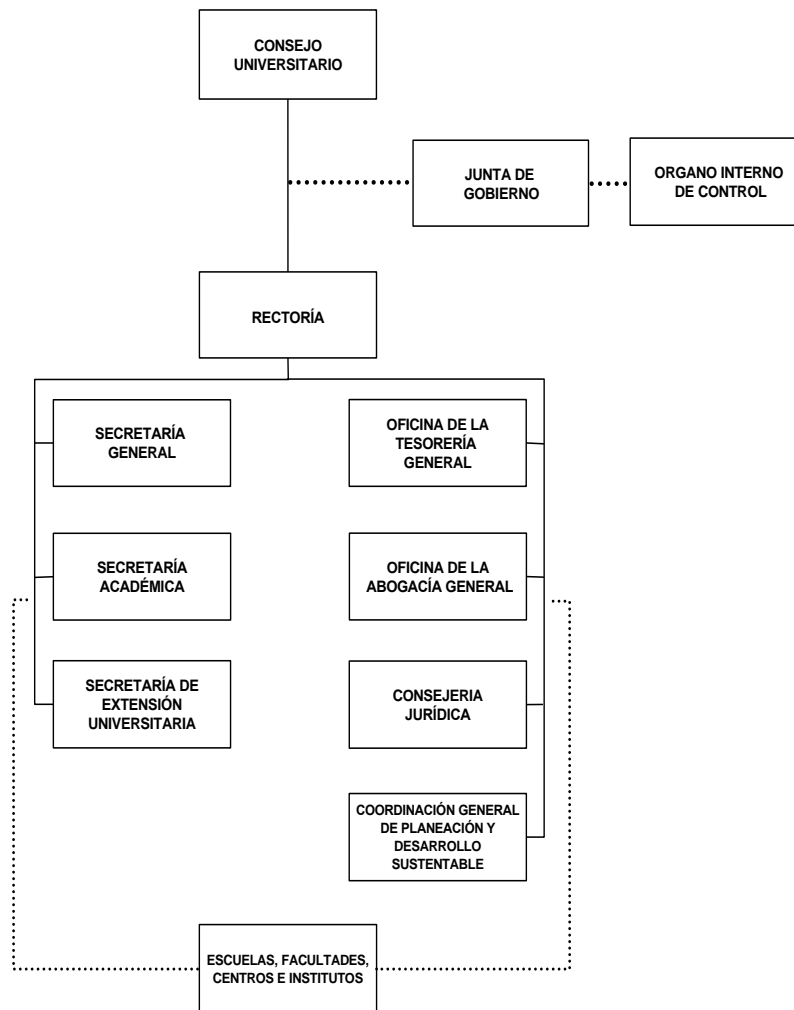 CONSEJO
UNIVERSITARIO
JUNTA DE
GOBIERNO
ORGANO INTERNO
DE CONTROL
RECTORÍA
SECRETARÍA
GENERAL
OFICINA DE LA
TESORERÍA
GENERAL
SECRETARÍA
ACADÉMICA
OFICINA DE LA
ABOGACÍA GENERAL
SECRETARÍA DE
EXTENSIÓN
UNIVERSITARIA
CONSEJERIA
JURÍDICA
COORDINACIÓN GENERAL
DE PLANEACIÓN Y
DESARROLLO
SUSTENTABLE
ESCUELAS, FACULTADES,
CENTROS E INSTITUTOS